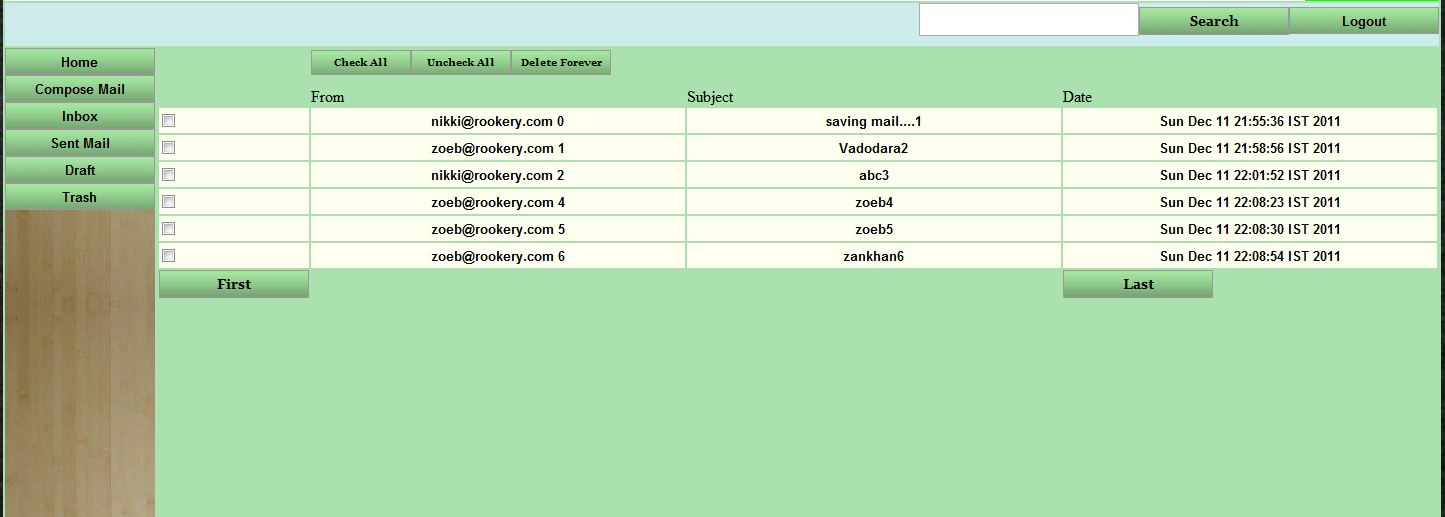 Search Logout
Home
Compose Mail
Inbox
Sent Mail
Draft
Trash
Check All Uncheck All Delete Forever
From Subject Date
nikki@rookery.com 0 saving mail....1 Sun Dec 11 21:55:36 IST 2011
zoeb@rookery.com 1 Vadodara2 Sun Dec 11 21:58:56 IST 2011
nikki@rookery.com 2 abc3 Sun Dec 11 22:01:52 IST 2011
zoeb@rookery.com 4 zoeb4 Sun Dec 11 22:08:23 IST 2011
zoeb@rookery.com 5 zoeb5 Sun Dec 11 22:08:30 IST 2011
zoeb@rookery.com 6 zankhan6 Sun Dec 11 22:08:54 IST 2011
First Last